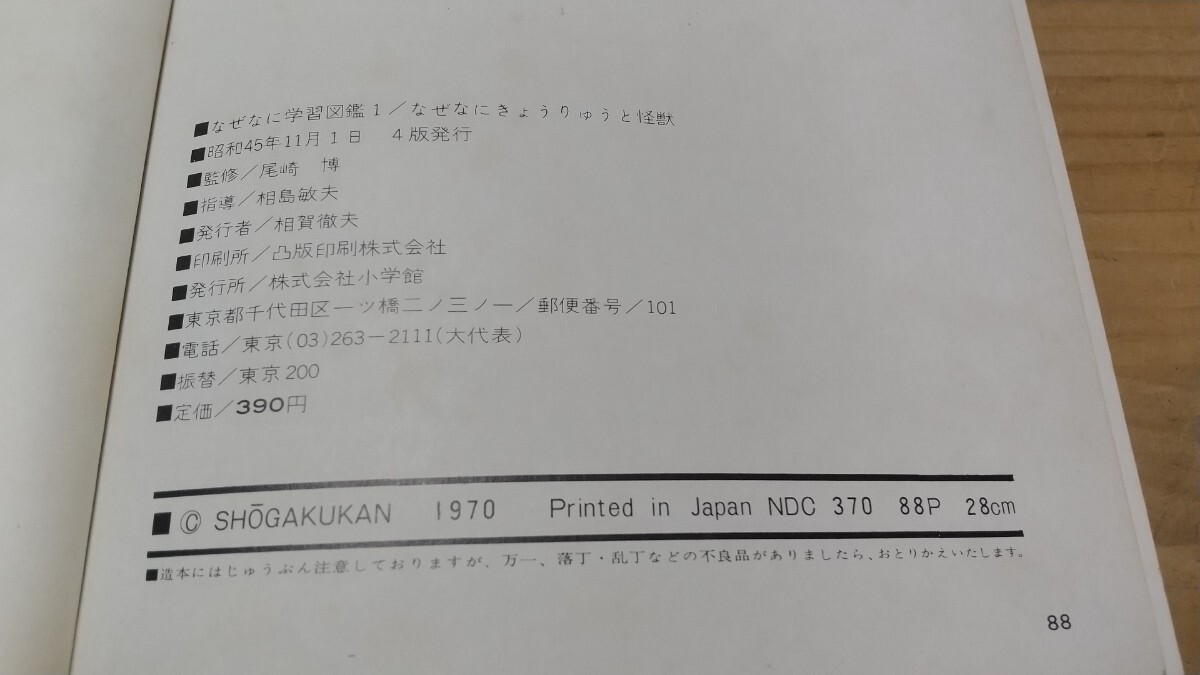 ■なぜなに学習図鑑1／なぜなにきょうりゅうと怪獣
■昭和45年11月1日　4版発行
■監修／尾崎　博
■指導／相島敏夫
■発行者／相賀徹夫
■印刷所／凸版印刷株式会社
■発行所／株式会社小学館
■東京都千代田区一ツ橋二ノ三ノ一／郵便番号／101
■電話／東京(03)263－2111(大代表)
■振替／東京200
■定価／390円
■ © SHŌGAKUKAN 1970 Printed in Japan NDC 370 88P 28cm
■造本にはじゅうぶん注意しておりますが、万一、落丁・乱丁などの不良品がありましたら、おとりかえいたします。
88